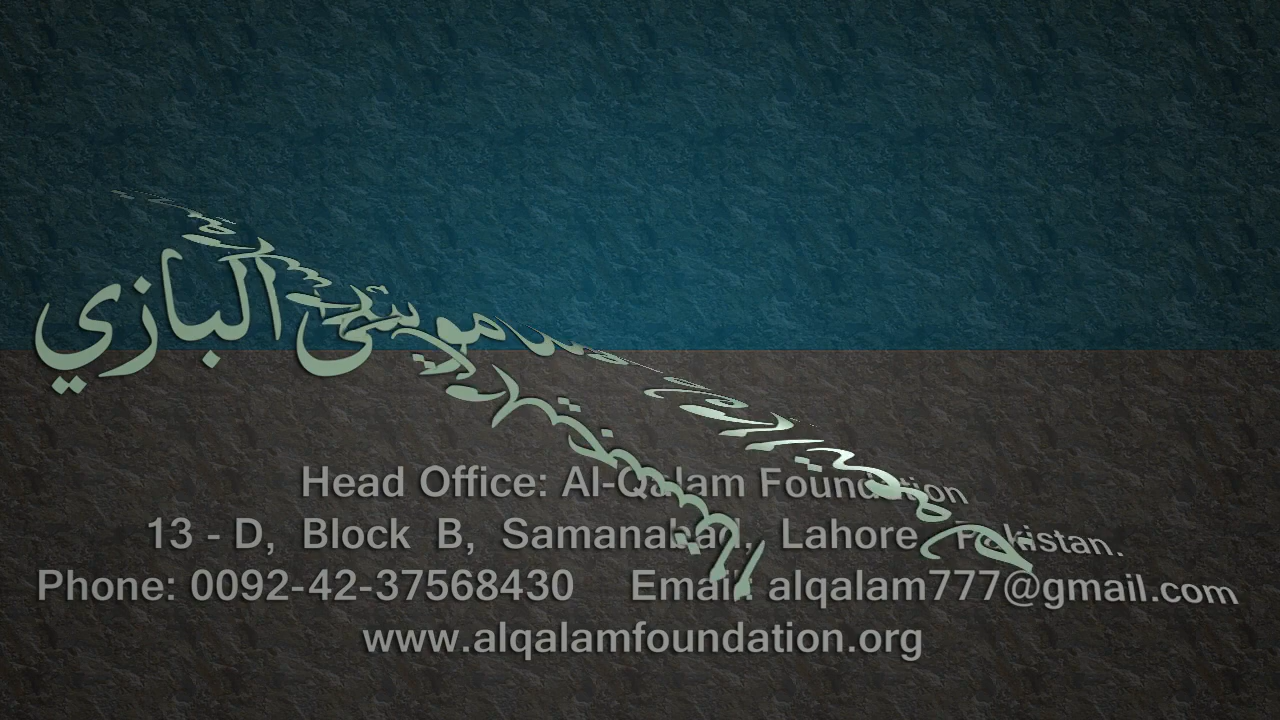 موسى البازي
Head Office: Al-Qalam Foundation
13 - D, Block B, Samanabad, Lahore, Pakistan.
Phone: 0092-42-37568430 Email: alqalam777@gmail.com
www.alqalamfoundation.org